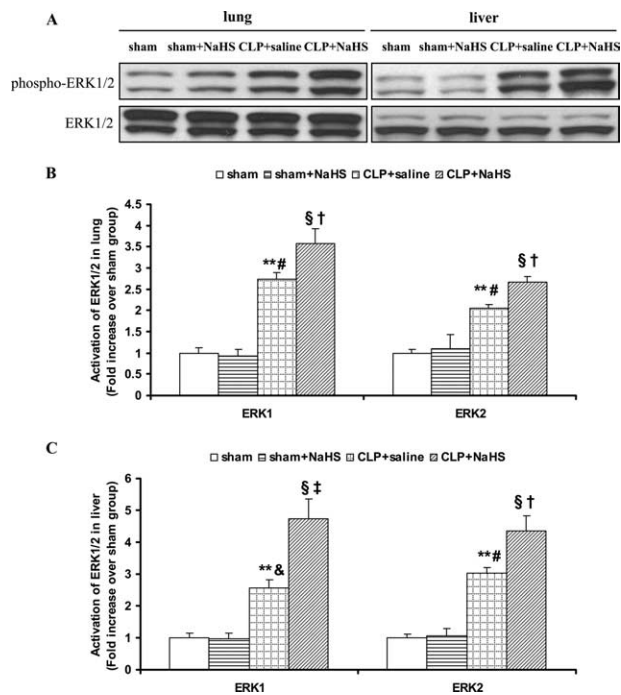 A
lung liver
sham sham+NaHS CLP+saline CLP+NaHS sham sham+NaHS CLP+saline CLP+NaHS
phospho-ERK1/2
ERK1/2
B
sham sham+NaHS CLP+saline CLP+NaHS
Activation of ERK1/2 in lung
(Fold increase over sham group)
4.5
4
3.5
3
2.5
2
1.5
1
0.5
0
**# § † **# § †
ERK1 ERK2
C
sham sham+NaHS CLP+saline CLP+NaHS
Activation of ERK1/2 in liver
(Fold increase over sham group)
6
5
4
3
2
1
0
**& § ‡ **# § †
ERK1 ERK2